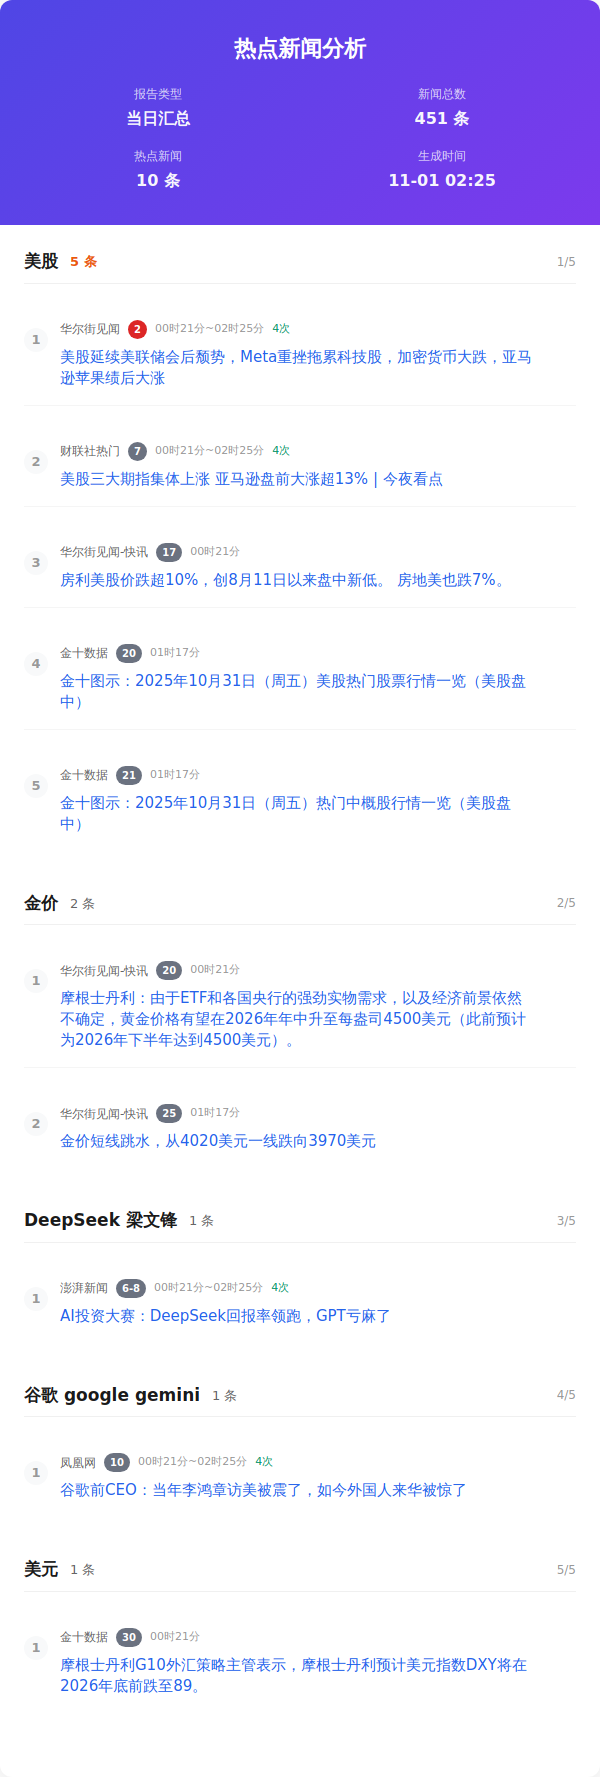 热点新闻分析
报告类型
当日汇总
新闻总数
451 条
热点新闻
10 条
生成时间
11-01 02:25
美股 5 条 1/5
1 华尔街见闻 2 00时21分~02时25分 4次
美股延续美联储会后颓势，Meta重挫拖累科技股，加密货币大跌，亚马
逊苹果绩后大涨
2 财联社热门 7 00时21分~02时25分 4次
美股三大期指集体上涨 亚马逊盘前大涨超13% | 今夜看点
3 华尔街见闻-快讯 17 00时21分
房利美股价跌超10%，创8月11日以来盘中新低。 房地美也跌7%。
4 金十数据 20 01时17分
金十图示：2025年10月31日（周五）美股热门股票行情一览（美股盘
中）
5 金十数据 21 01时17分
金十图示：2025年10月31日（周五）热门中概股行情一览（美股盘
中）
金价 2 条 2/5
1 华尔街见闻-快讯 20 00时21分
摩根士丹利：由于ETF和各国央行的强劲实物需求，以及经济前景依然
不确定，黄金价格有望在2026年年中升至每盎司4500美元（此前预计
为2026年下半年达到4500美元）。
2 华尔街见闻-快讯 25 01时17分
金价短线跳水，从4020美元一线跌向3970美元
DeepSeek 梁文锋 1 条 3/5
1 澎湃新闻 6-8 00时21分~02时25分 4次
AI投资大赛：DeepSeek回报率领跑，GPT亏麻了
谷歌 google gemini 1 条 4/5
1 凤凰网 10 00时21分~02时25分 4次
谷歌前CEO：当年李鸿章访美被震了，如今外国人来华被惊了
美元 1 条 5/5
1 金十数据 30 00时21分
摩根士丹利G10外汇策略主管表示，摩根士丹利预计美元指数DXY将在
2026年底前跌至89。